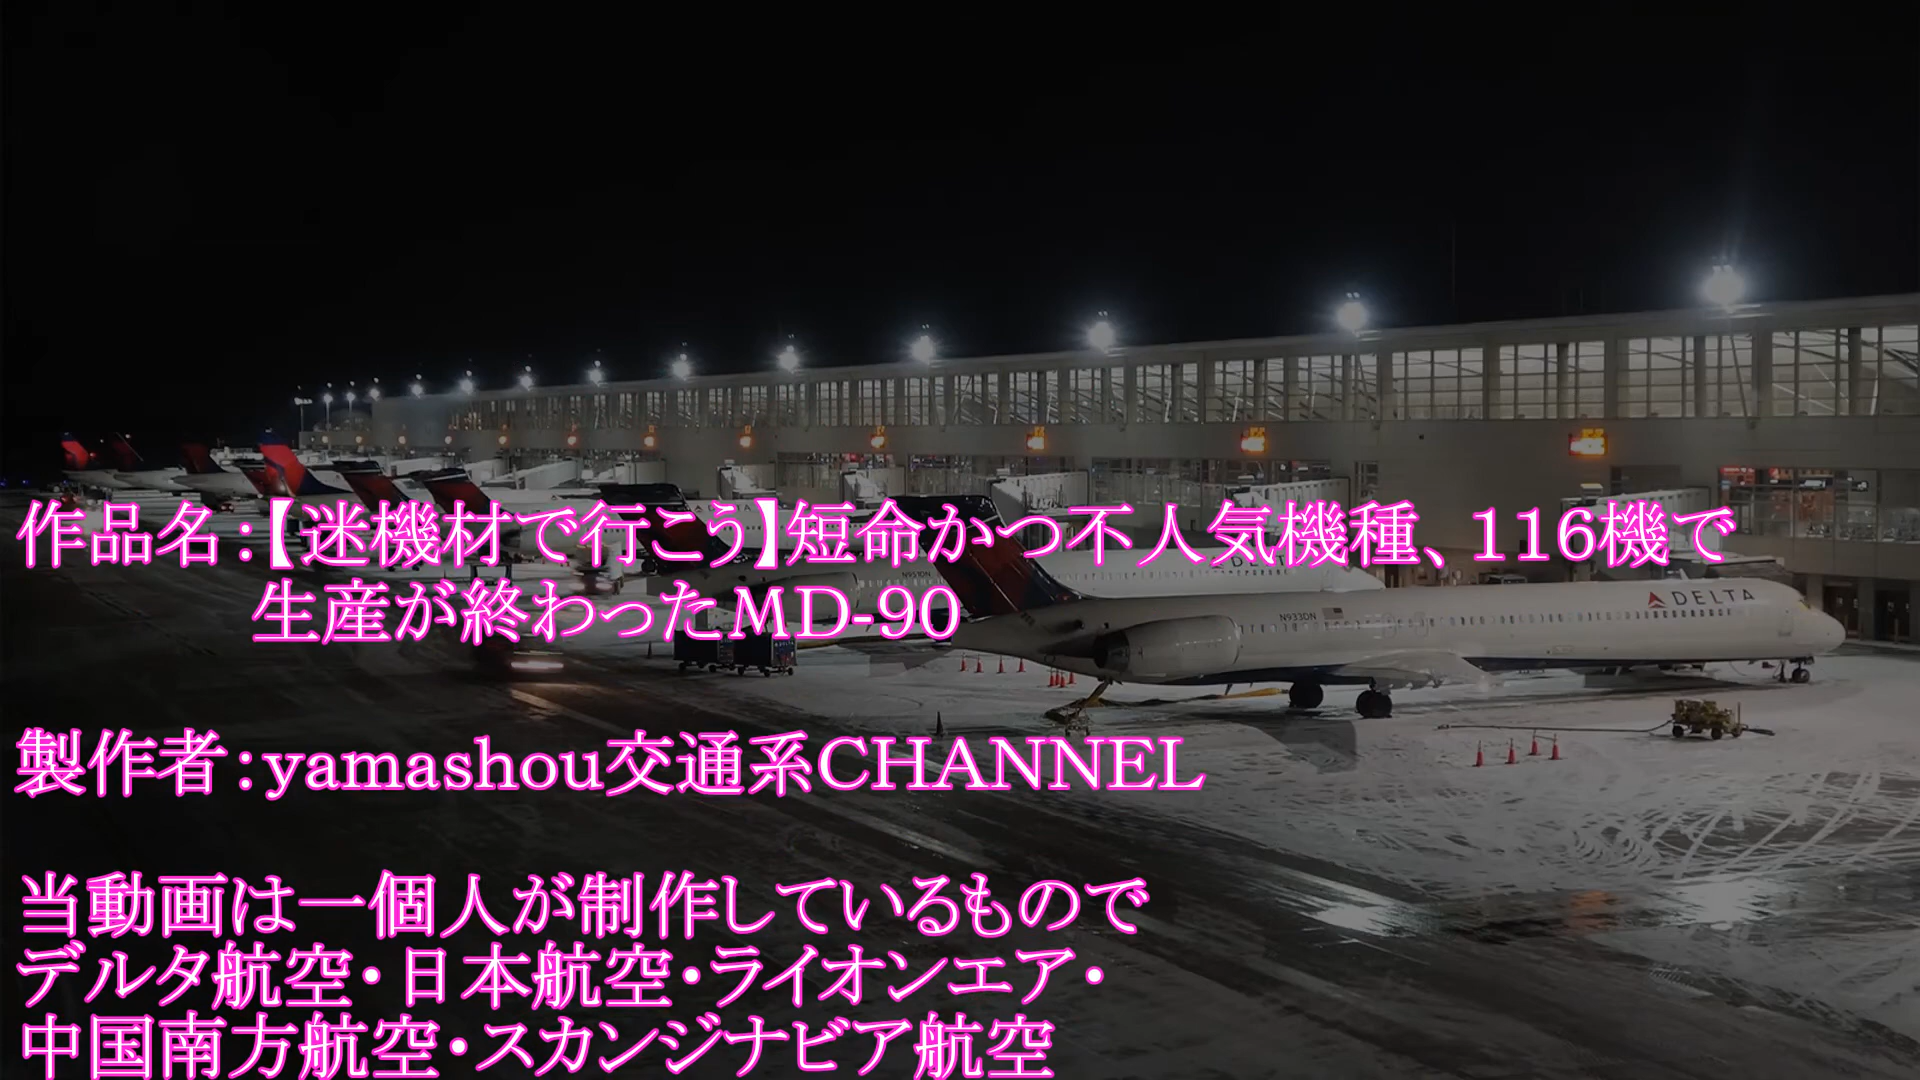 作品名：【迷機材で行こう】短命かつ不人気機種、116機で
生産が終わったMD-90
製作者：yamashou交通系CHANNEL
当動画は一個人が制作しているもので
デルタ航空・日本航空・ライオンエア・
中国南方航空・スカンジナビア航空
DELTA
N933DN